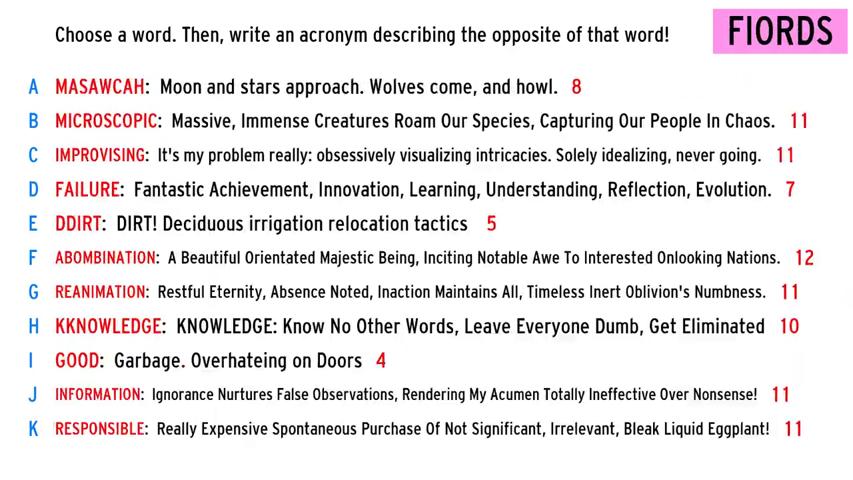 Choose a word. Then, write an acronym describing the opposite of that word!
FIORDS
A MASAWCAH: Moon and stars approach. Wolves come, and howl. 8
B MICROSCOPIC: Massive, Immense Creatures Roam Our Species, Capturing Our People In Chaos. 11
C IMPROVISING: It's my problem really: obsessively visualizing intricacies. Solely idealizing, never going. 11
D FAILURE: Fantastic Achievement, Innovation, Learning, Understanding, Reflection, Evolution. 7
E DDIRT: DIRT! Deciduous irrigation relocation tactics 5
F ABOMBINATION: A Beautiful Orientated Majestic Being, Inciting Notable Awe To Interested Onlooking Nations. 12
G REANIMATION: Restful Eternity, Absence Noted, Inaction Maintains All, Timeless Inert Oblivion's Numbness. 11
H KKNOWLEDGE: KNOWLEDGE: Know No Other Words, Leave Everyone Dumb, Get Eliminated 10
I GOOD: Garbage. Overhateing on Doors 4
J INFORMATION: Ignorance Nurtures False Observations, Rendering My Acumen Totally Ineffective Over Nonsense! 11
K RESPONSIBLE: Really Expensive Spontaneous Purchase Of Not Significant, Irrelevant, Bleak Liquid Eggplant! 11